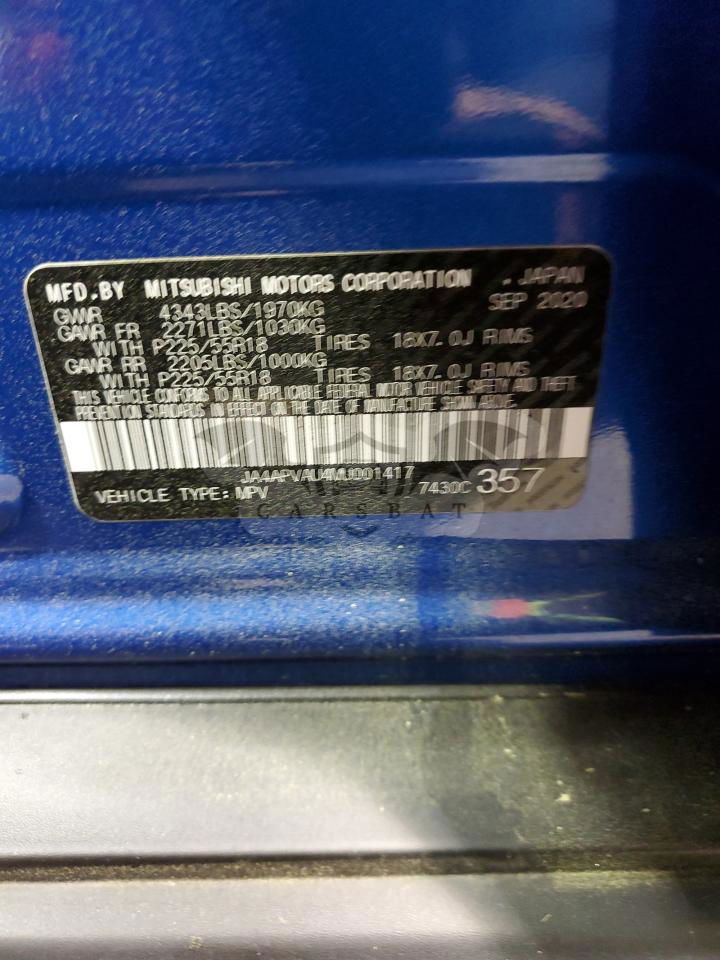 MFD.BY MITSUBISHI MOTORS CORPORATION . JAPAN
GVWR 4343LBS/1970KG SEP 2020
GAWR FR 2271LBS/1030KG
WITH P225/55R18 TIRES 18X7.0J RIMS
GAWR RR 2205LBS/1000KG
WITH P225/55R18 TIRES 18X7.0J RIMS
THIS VEHICLE CONFORMS TO ALL APPLICABLE FEDERAL MOTOR VEHICLE SAFETY AND THEFT
PREVENTION STANDARDS IN EFFECT ON THE DATE OF MANUFACTURE SHOWN ABOVE.
JA4APVAU4MU001417
VEHICLE TYPE: MPV 7430C 357
CARSBAT